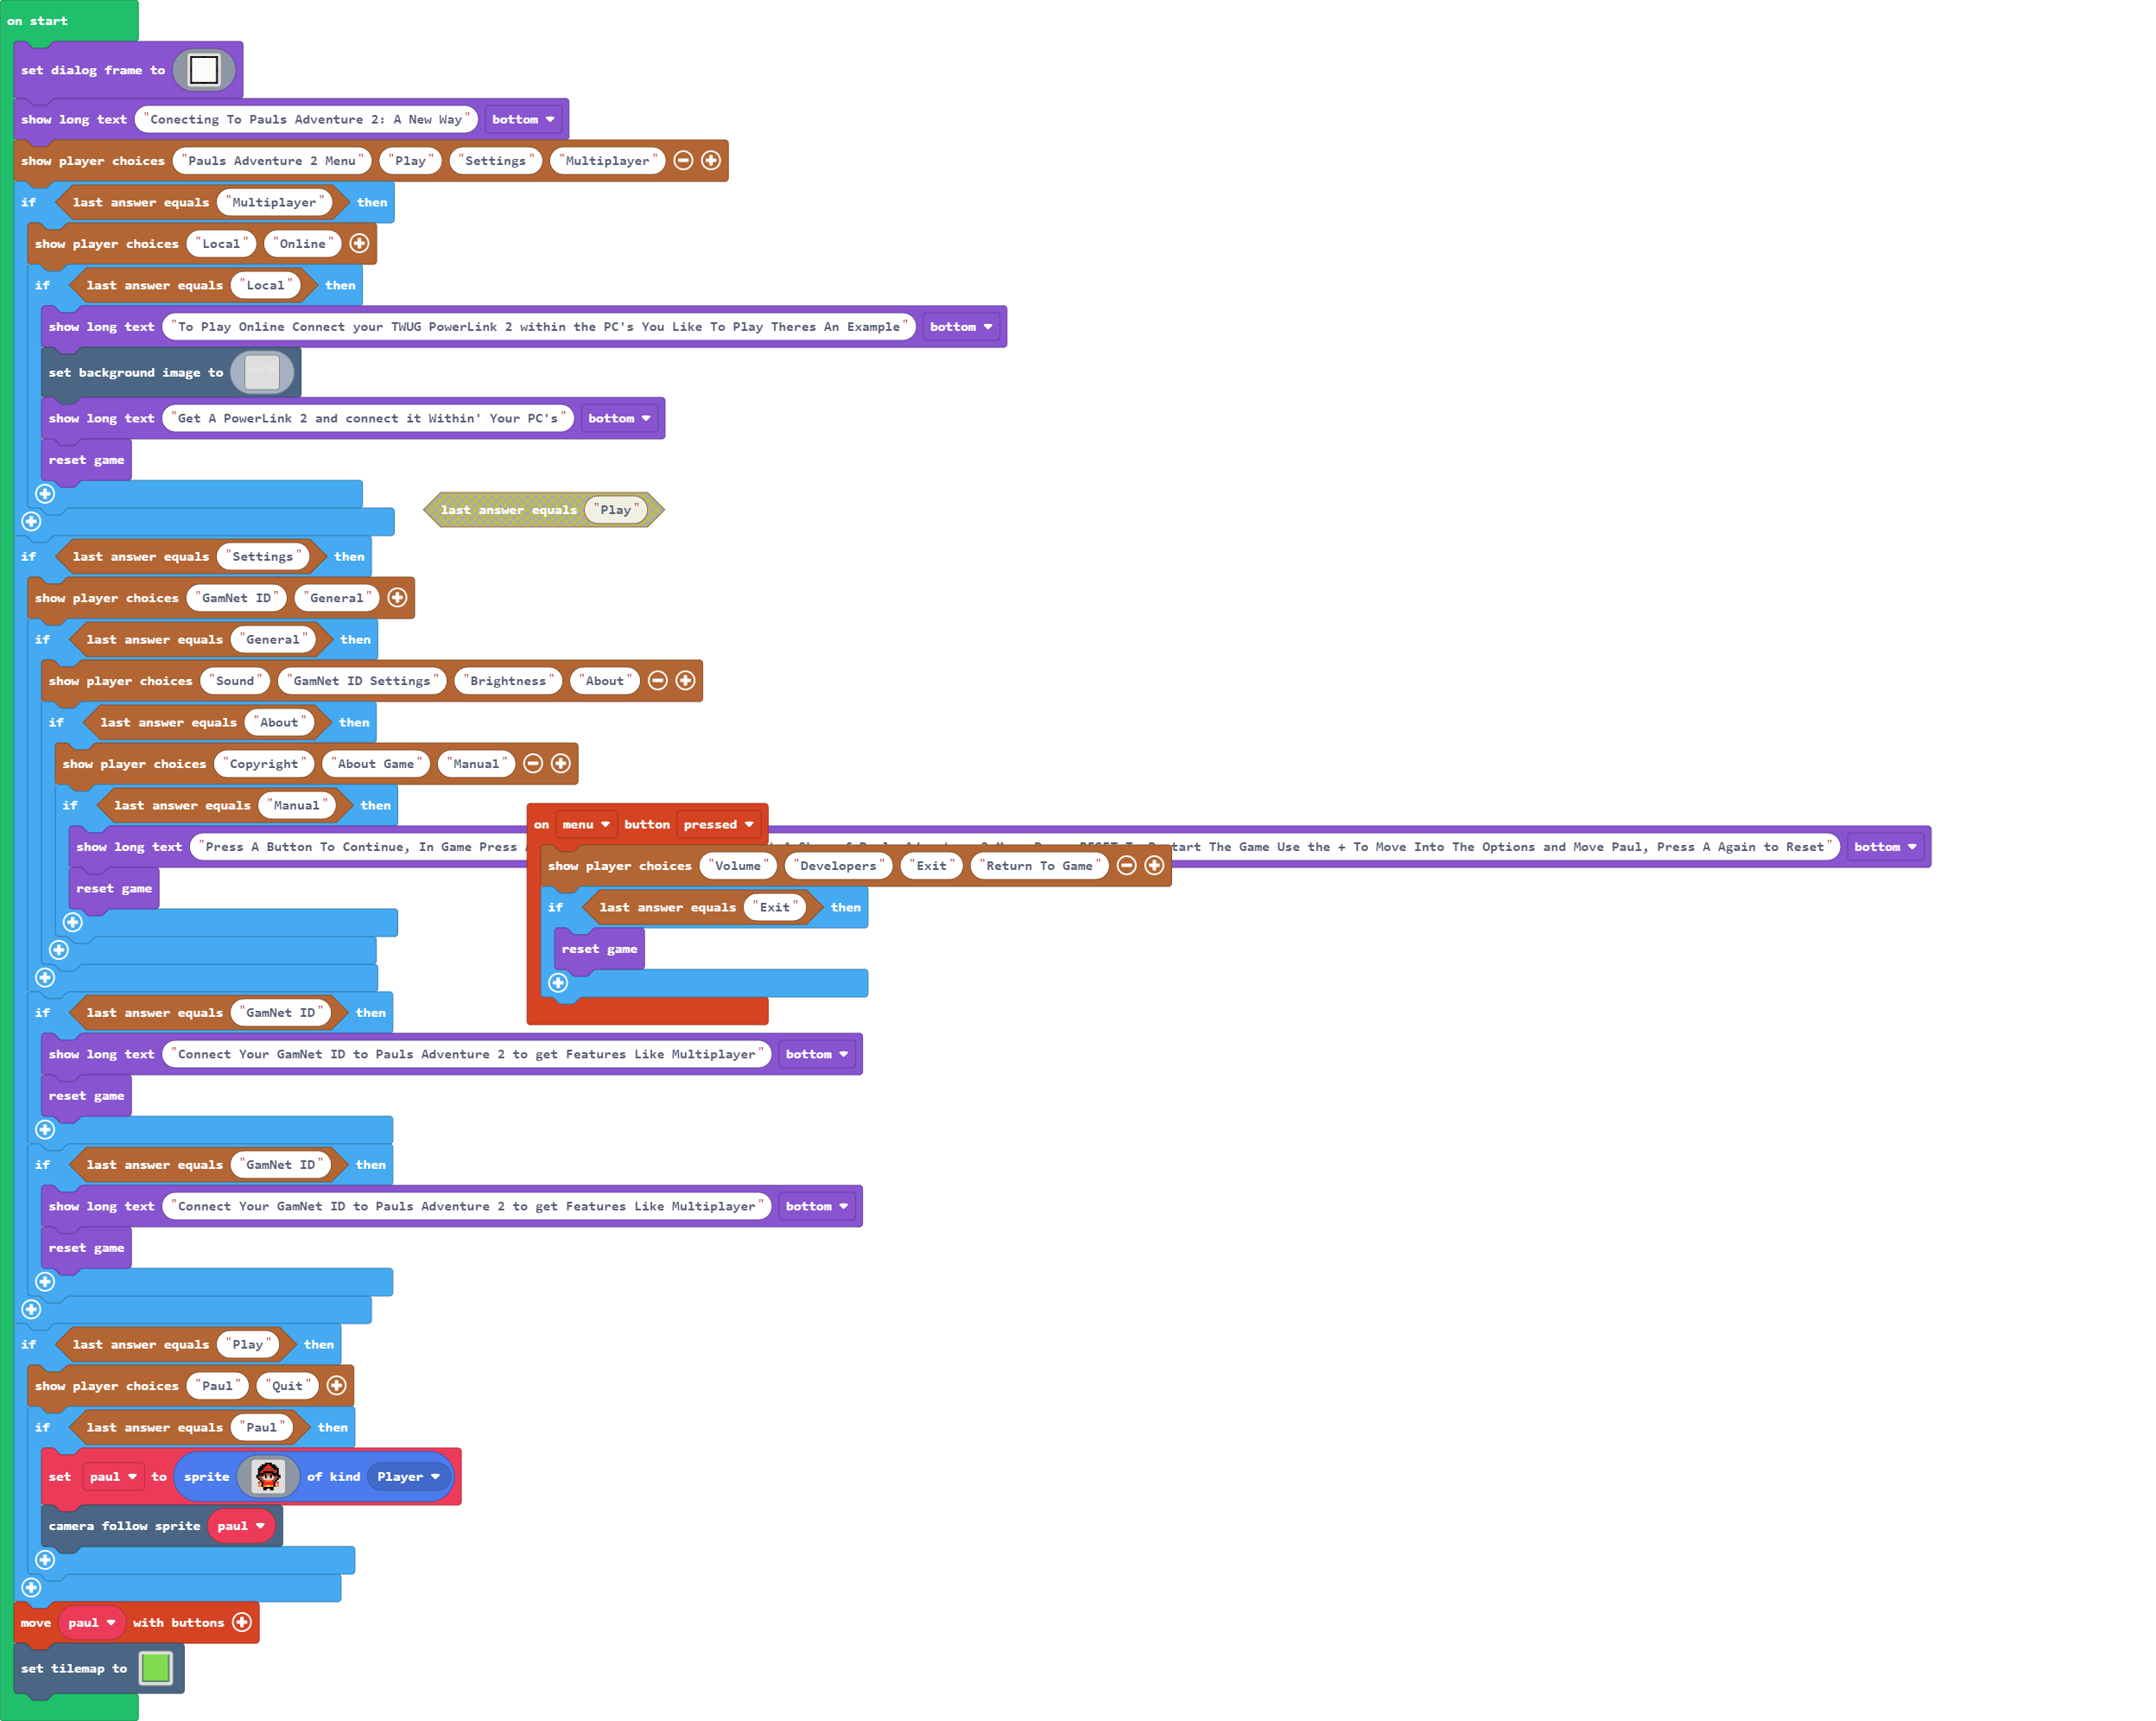 on start
set dialog frame to
show long text "Conecting To Pauls Adventure 2: A New Way" bottom
show player choices "Pauls Adventure 2 Menu" "Play" "Settings" "Multiplayer"
if last answer equals "Multiplayer" then
show player choices "Local" "Online"
if last answer equals "Local" then
show long text "To Play Online Connect your TWUG PowerLink 2 within the PC's You Like To Play Theres An Example" bottom
set background image to
show long text "Get A PowerLink 2 and connect it Within' Your PC's" bottom
reset game
last answer equals "Play"
if last answer equals "Settings" then
show player choices "GamNet ID" "General"
if last answer equals "General" then
show player choices "Sound" "GamNet ID Settings" "Brightness" "About"
if last answer equals "About" then
show player choices "Copyright" "About Game" "Manual"
if last answer equals "Manual" then
show long text "Press A Button To Continue, In Game Press The Game Use the + To Move Into The Options and Move Paul, Press A Again to Reset" bottom
reset game
on menu button pressed
show player choices "Volume" "Developers" "Exit" "Return To Game"
if last answer equals "Exit" then
reset game
if last answer equals "GamNet ID" then
show long text "Connect Your GamNet ID to Pauls Adventure 2 to get Features Like Multiplayer" bottom
reset game
if last answer equals "GamNet ID" then
show long text "Connect Your GamNet ID to Pauls Adventure 2 to get Features Like Multiplayer" bottom
reset game
if last answer equals "Play" then
show player choices "Paul" "Quit"
if last answer equals "Paul" then
set paul to sprite of kind Player
camera follow sprite paul
move paul with buttons
set tilemap to